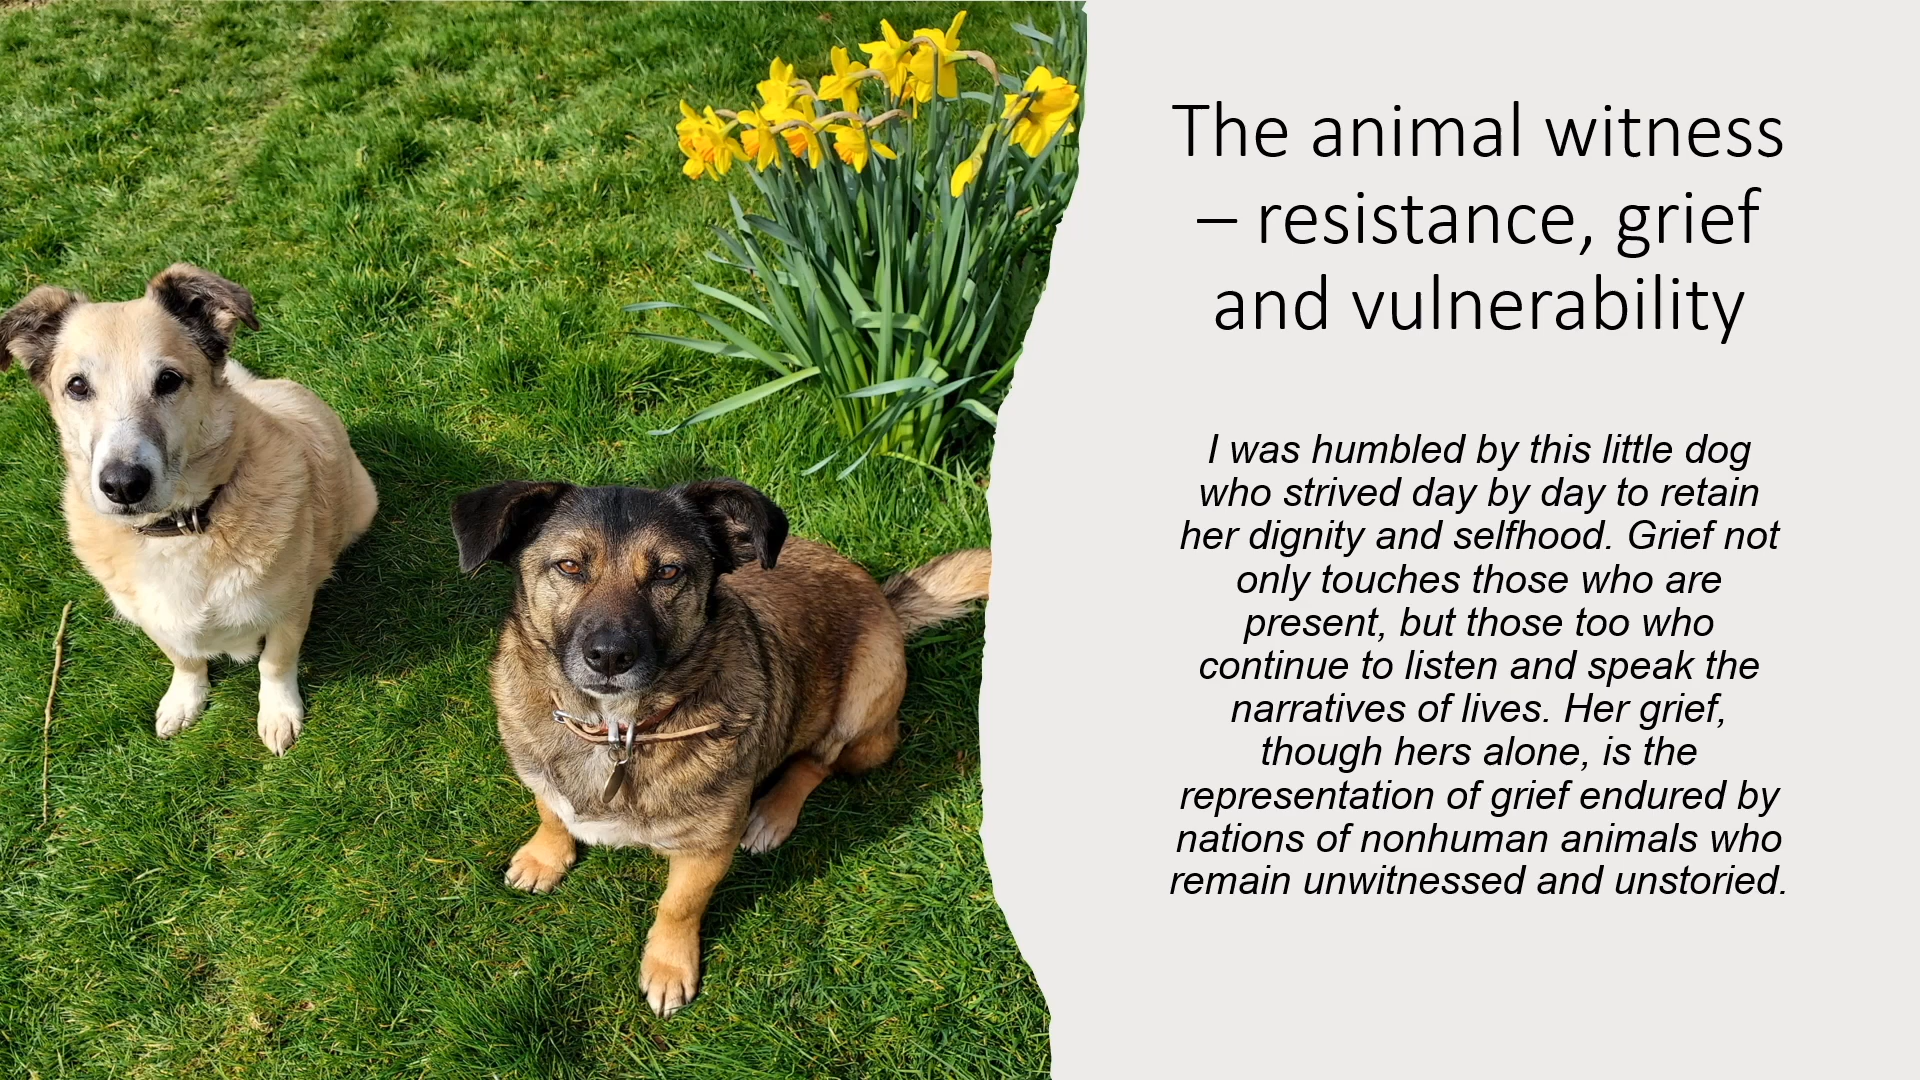 The animal witness
– resistance, grief
and vulnerability
I was humbled by this little dog
who strived day by day to retain
her dignity and selfhood. Grief not
only touches those who are
present, but those too who
continue to listen and speak the
narratives of lives. Her grief,
though hers alone, is the
representation of grief endured by
nations of nonhuman animals who
remain unwitnessed and unstoried.